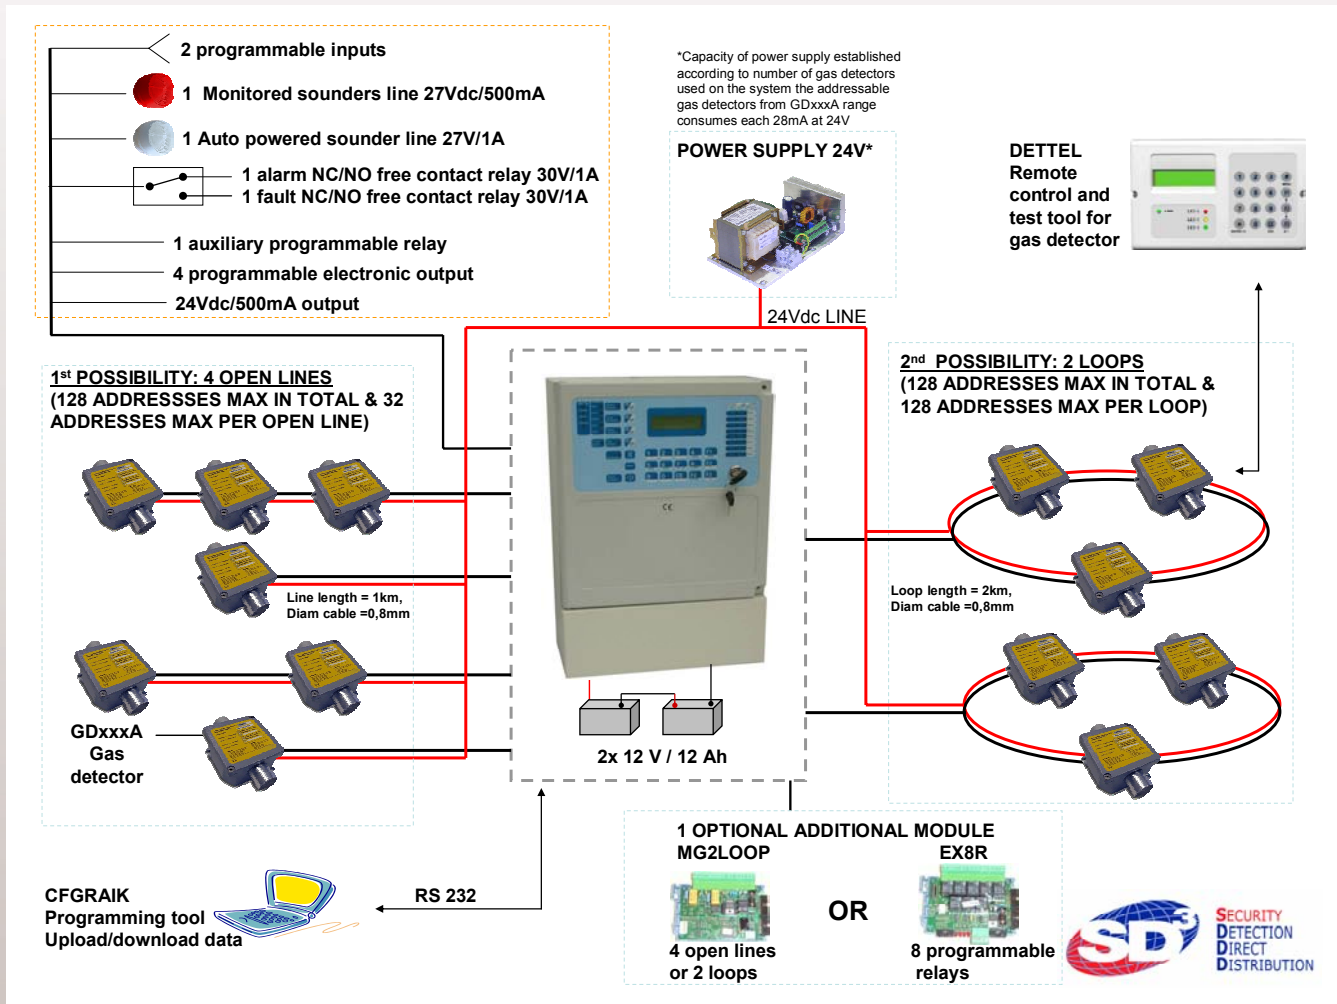 2 programmable inputs
1 Monitored sounders line 27Vdc/500mA
1 Auto powered sounder line 27V/1A
1 alarm NC/NO free contact relay 30V/1A
1 fault NC/NO free contact relay 30V/1A
1 auxiliary programmable relay
4 programmable electronic output
24Vdc/500mA output
*Capacity of power supply established
according to number of gas detectors
used on the system the addressable
gas detectors from GDxxxA range
consumes each 28mA at 24V
POWER SUPPLY 24V*
24Vdc LINE
DETTEL
Remote
control and
test tool for
gas detector
1st POSSIBILITY: 4 OPEN LINES
(128 ADDRESSSES MAX IN TOTAL & 32
ADDRESSES MAX PER OPEN LINE)
Line length = 1km,
Diam cable =0,8mm
GDxxxA
Gas
detector
CE
2x 12 V / 12 Ah
2nd POSSIBILITY: 2 LOOPS
(128 ADDRESSES MAX IN TOTAL &
128 ADDRESSES MAX PER LOOP)
Loop length = 2km,
Diam cable =0,8mm
CFGRAIK
Programming tool
Upload/download data
RS 232
1 OPTIONAL ADDITIONAL MODULE
MG2LOOP
EX8R
OR
4 open lines
or 2 loops
8 programmable
relays
SD3
SECURITY
DETECTION
DIRECT
DISTRIBUTION